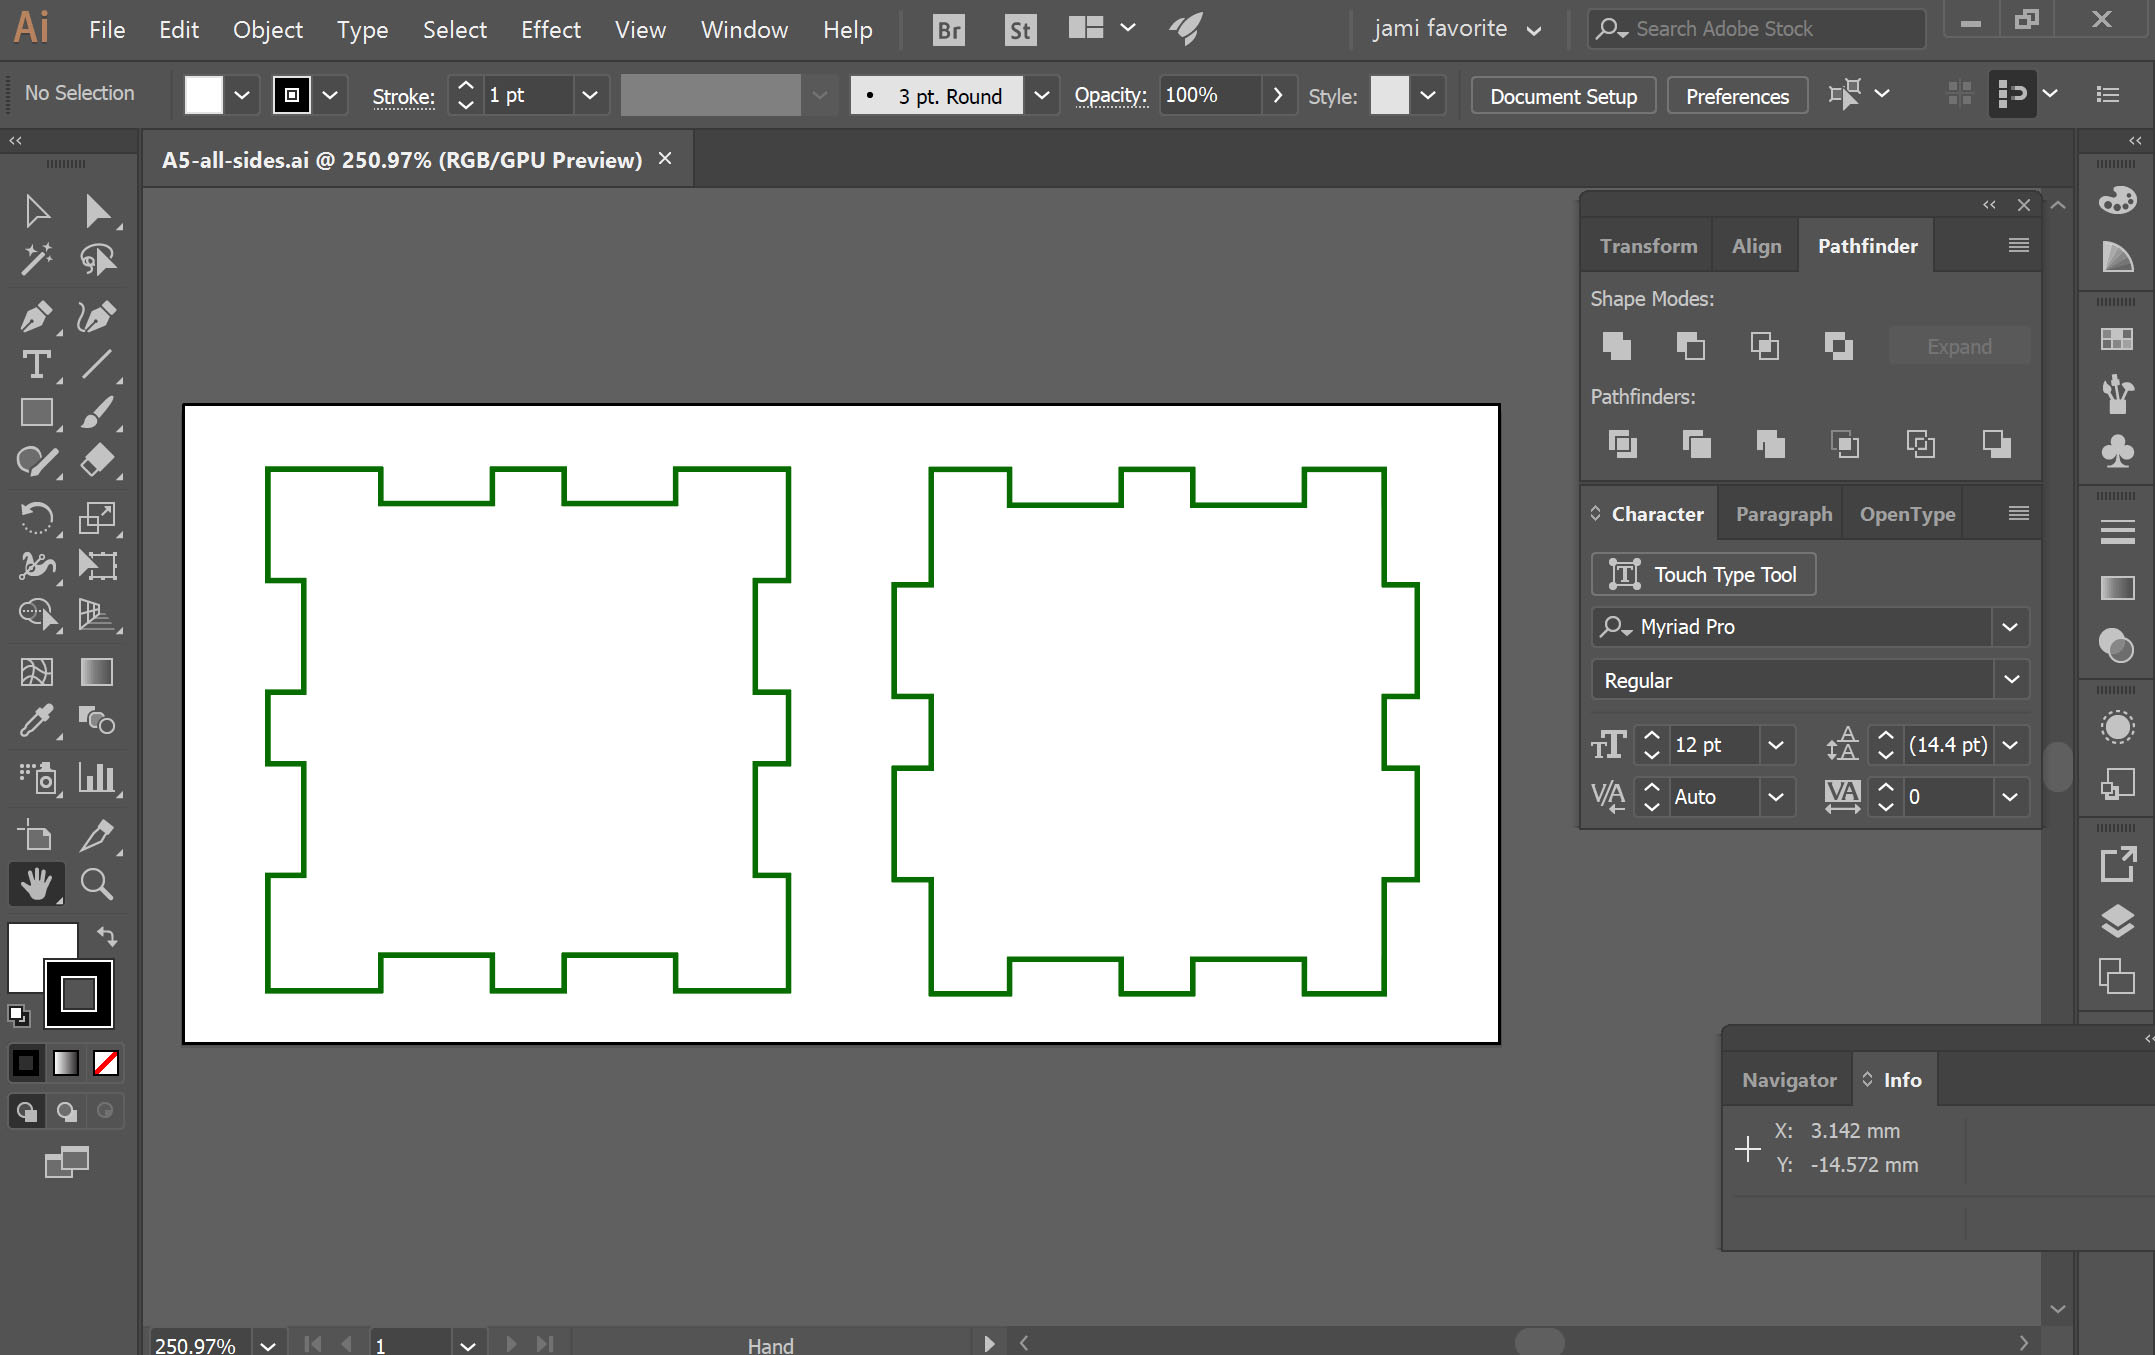 Ai File Edit Object Type Select Effect View Window Help Br St jami favorite Search Adobe Stock
No Selection Stroke: 1 pt 3 pt. Round Opacity: 100% Style: Document Setup Preferences
A5-all-sides.ai @ 250.97% (RGB/GPU Preview)
Transform Align Pathfinder
Shape Modes:
Expand
Pathfinders:
Character Paragraph OpenType
Touch Type Tool
Myriad Pro
Regular
12 pt (14.4 pt)
Auto 0
Navigator Info
X: 3.142 mm
Y: -14.572 mm
250.97% 1 Hand